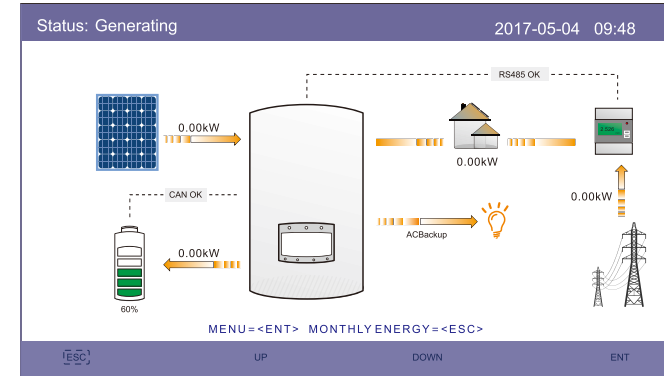 Status: Generating
2017-05-04 09:48
RS485 OK
0.00kW
0.00kW
CAN OK
0.00kW
0.00kW
ACBackup
60%
MENU=<ENT> MONTHLY ENERGY=<ESC>
ESC
UP
DOWN
ENT